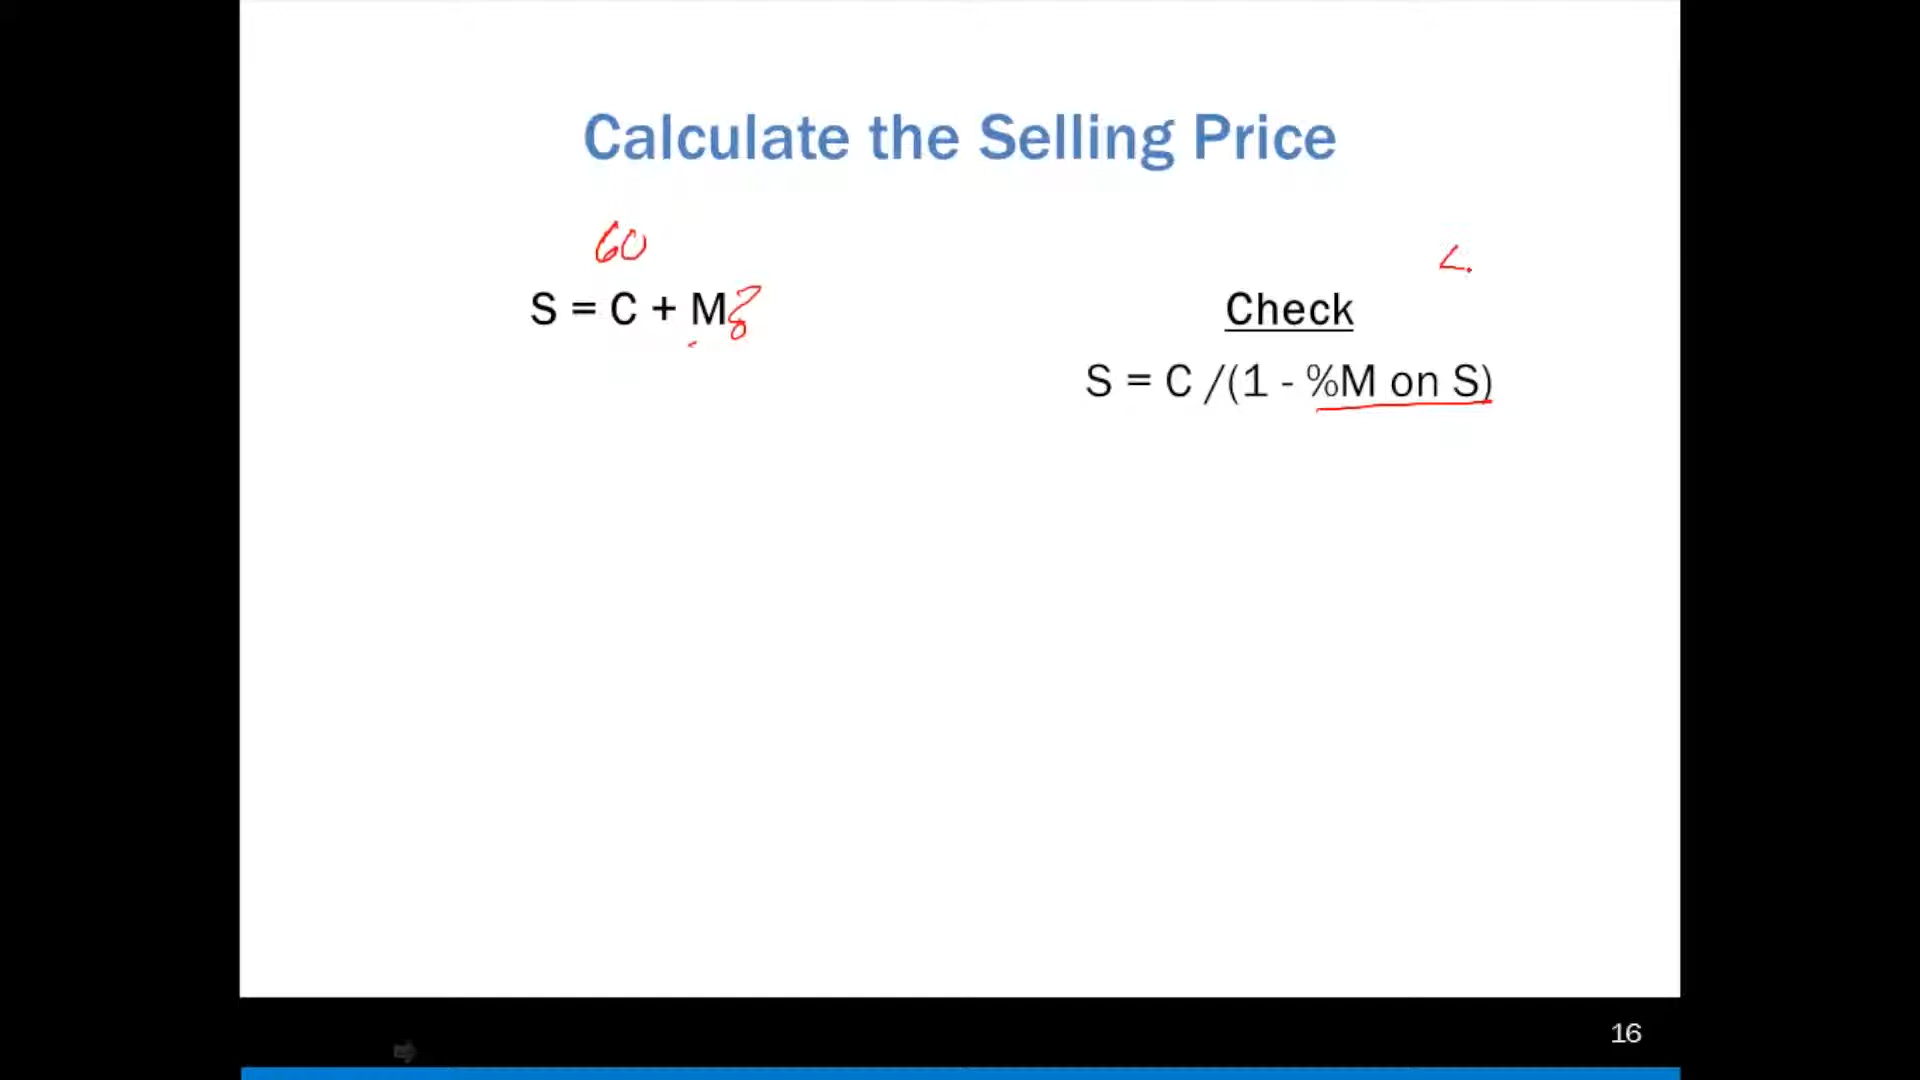 Calculate the Selling Price
60
S = C + M?
Check
S = C /(1 - %M on S)
16